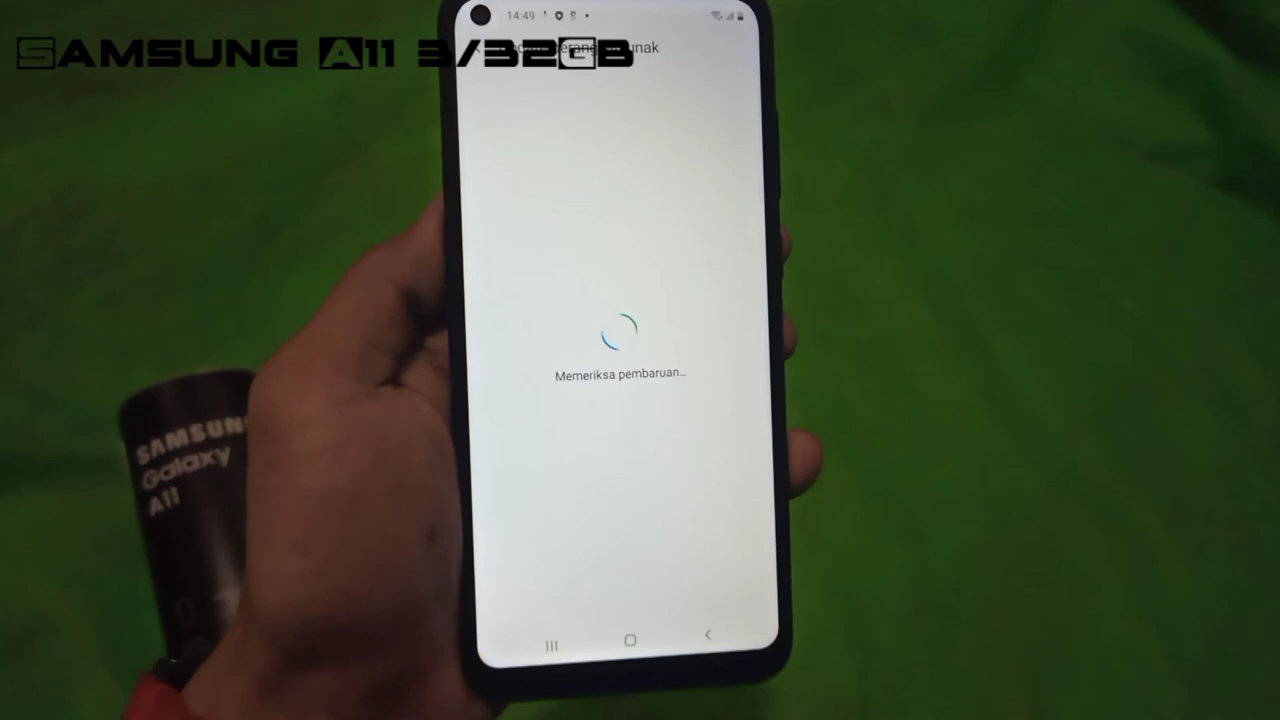 SAMSUNG A11 3/32GB
14:49
Memeriksa pembaruan...
SAMSUNG
Galaxy
A11